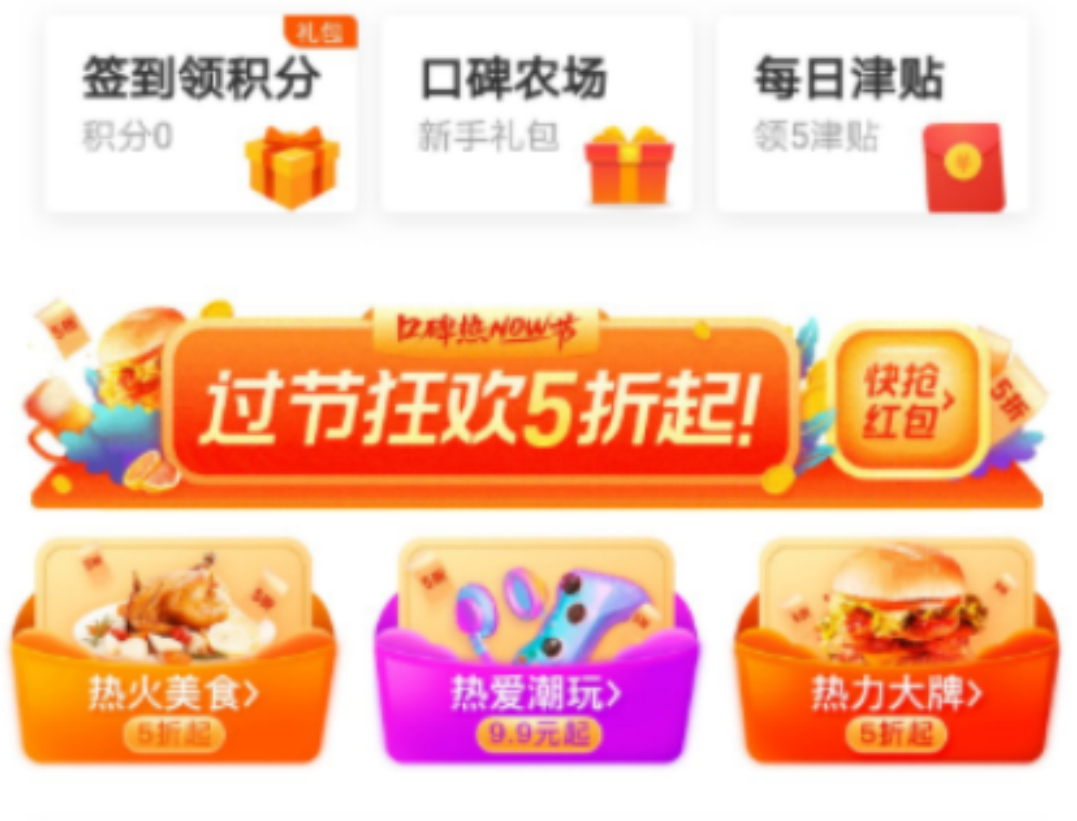 礼包
签到领积分
积分0
口碑农场
新手礼包
每日津贴
领5津贴
口碑热NOW节
过节狂欢5折起!
快抢
红包
5折
热火美食
5折起
热爱潮玩
9.9元起
热力大牌
5折起